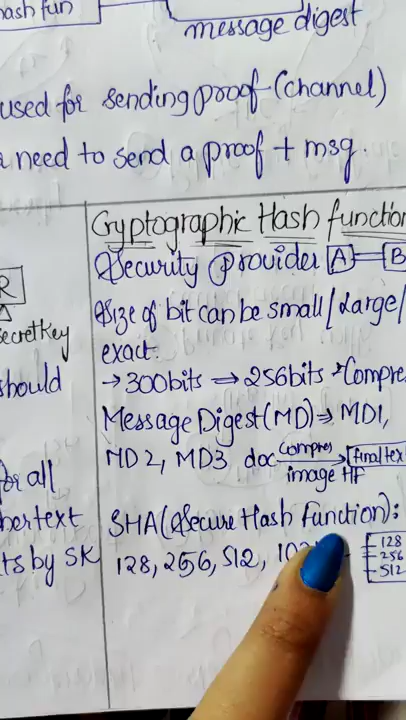 hash fun
message digest
used for sending proof (channel)
need to send a proof + msg.
Cryptographic Hash function
Security Provider A B
Size of bit can be small/Large/
exact.
→300bits ⇒ 256bits
Message Digest (MD) ⇒ MD1,
MD2, MD3 doc compres final tex
image HF
SHA (Secure Hash Function):
128, 256, 512,
128
256
512
R
secret Key
should
for all
hertext
ts by SK